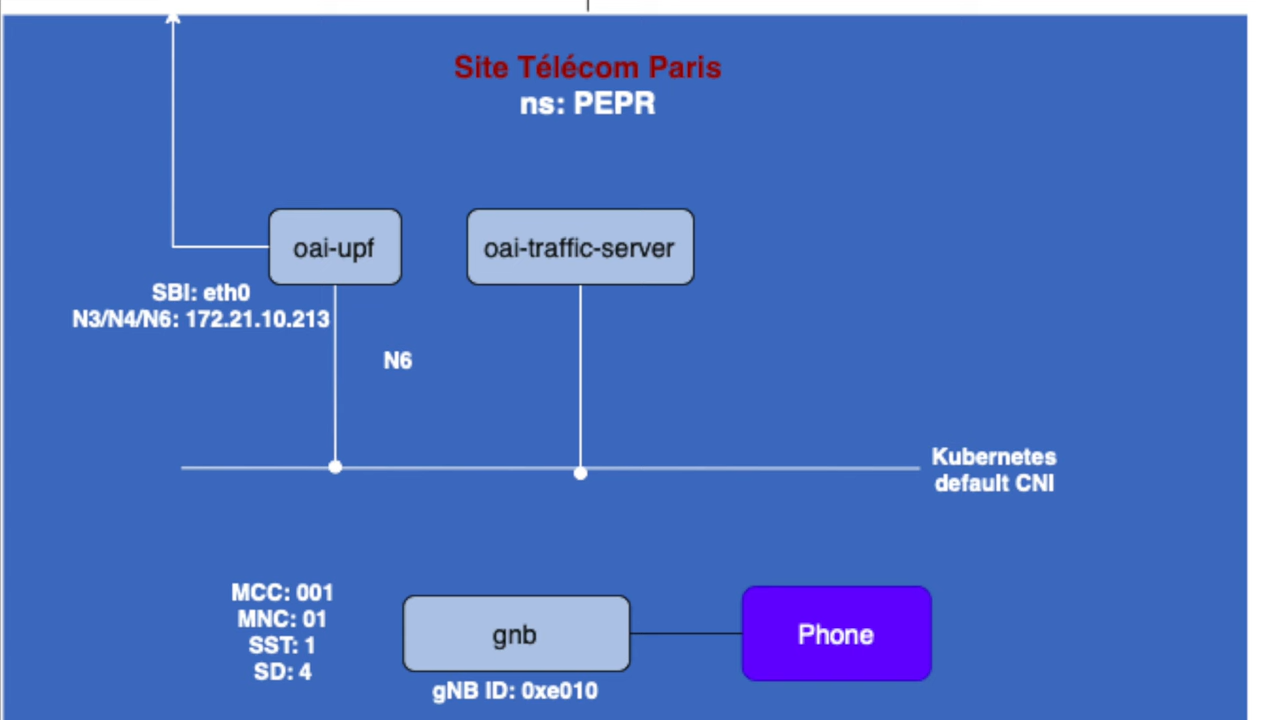 Site Télécom Paris
ns: PEPR
oai-upf
oai-traffic-server
SBI: eth0
N3/N4/N6: 172.21.10.213
N6
Kubernetes
default CNI
MCC: 001
MNC: 01
SST: 1
SD: 4
gnb
Phone
gNB ID: 0xe010